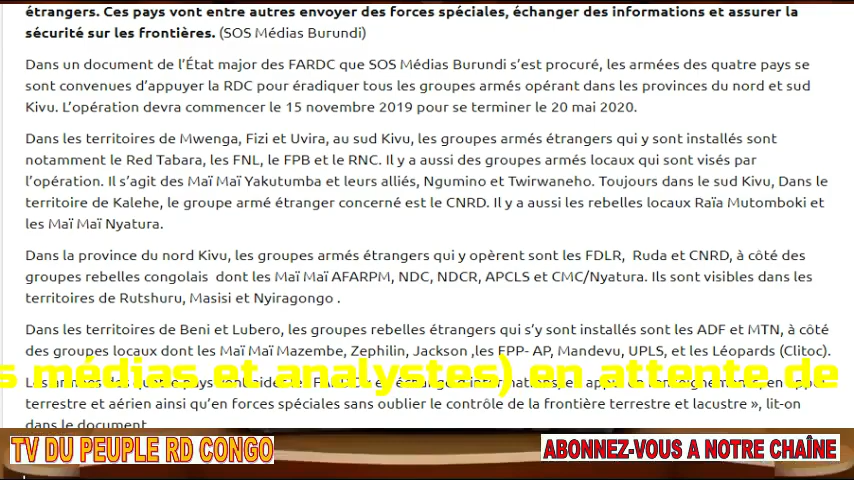 étrangers. Ces pays vont entre autres envoyer des forces spéciales, échanger des informations et assurer la
sécurité sur les frontières. (SOS Médias Burundi)
Dans un document de l'État major des FARDC que SOS Médias Burundi s'est procuré, les armées des quatre pays se
sont convenues d'appuyer la RDC pour éradiquer tous les groupes armés opérant dans les provinces du nord et sud
Kivu. L'opération devra commencer le 15 novembre 2019 pour se terminer le 20 mai 2020.
Dans les territoires de Mwenga, Fizi et Uvira, au sud Kivu, les groupes armés étrangers qui y sont installés sont
notamment le Red Tabara, les FNL, le FPB et le RNC. Il y a aussi des groupes armés locaux qui sont visés par
l'opération. Il s'agit des Maï Maï Yakutumba et leurs alliés, Ngumino et Twirwaneho. Toujours dans le sud Kivu, Dans le
territoire de Kalehe, le groupe armé étranger concerné est le CNRD. Il y a aussi les rebelles locaux Raïa Mutomboki et
les Maï Maï Nyatura.
Dans la province du nord Kivu, les groupes armés étrangers qui y opèrent sont les FDLR, Ruda et CNRD, à côté des
groupes rebelles congolais dont les Maï Maï AFARPM, NDC, NDCR, APCLS et CMC/Nyatura. Ils sont visibles dans les
territoires de Rutshuru, Masisi et Nyiragongo .
Dans les territoires de Beni et Lubero, les groupes rebelles étrangers qui s'y sont installés sont les ADF et MTN, à côté
des groupes locaux dont les Maï Maï Mazembe, Zephilin, Jackson ,les FPP- AP, Mandevu, UPLS, et les Léopards (Clitoc).
s médias et analystes) en attente de
terrestre et aérien ainsi qu'en forces spéciales sans oublier le contrôle de la frontière terrestre et lacustre », lit-on
dans le document
TV DU PEUPLE RD CONGO
ABONNEZ-VOUS A NOTRE CHAÎNE